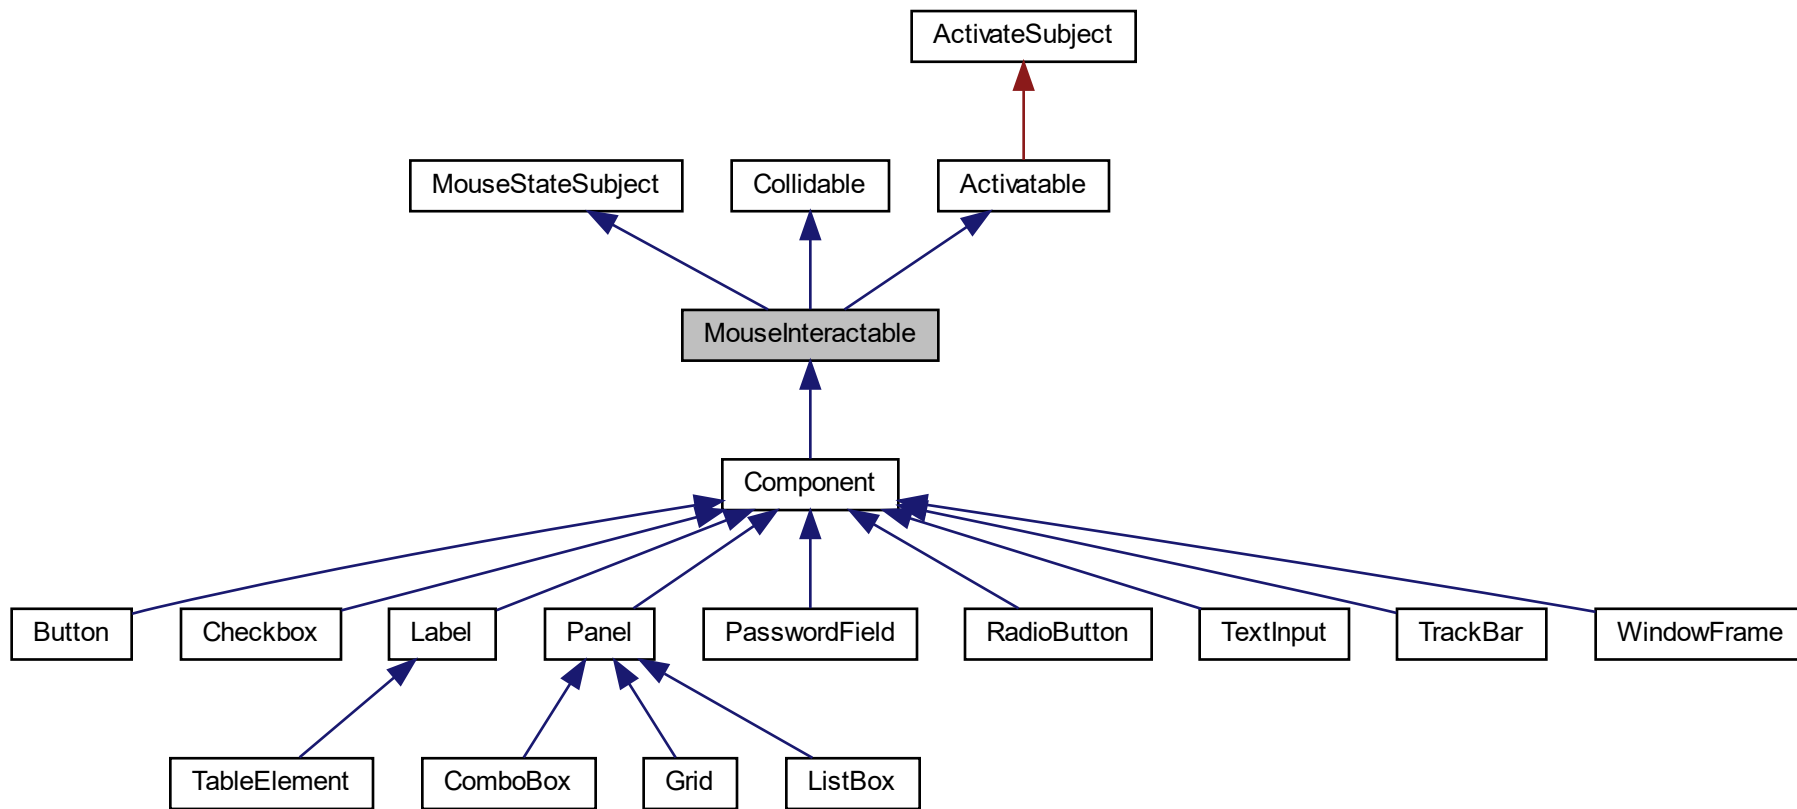 ActivateSubject
MouseStateSubject
Collidable
Activatable
MouseInteractable
Component
Button
Checkbox
Label
Panel
PasswordField
RadioButton
TextInput
TrackBar
WindowFrame
TableElement
ComboBox
Grid
ListBox